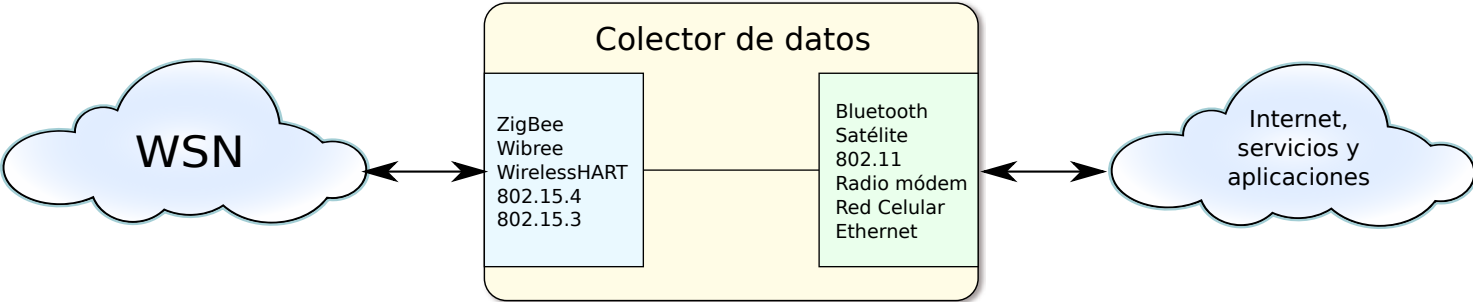 Colector de datos
WSN
ZigBee
Wibree
WirelessHART
802.15.4
802.15.3
Bluetooth
Satélite
802.11
Radio módem
Red Celular
Ethernet
Internet,
servicios y
aplicaciones